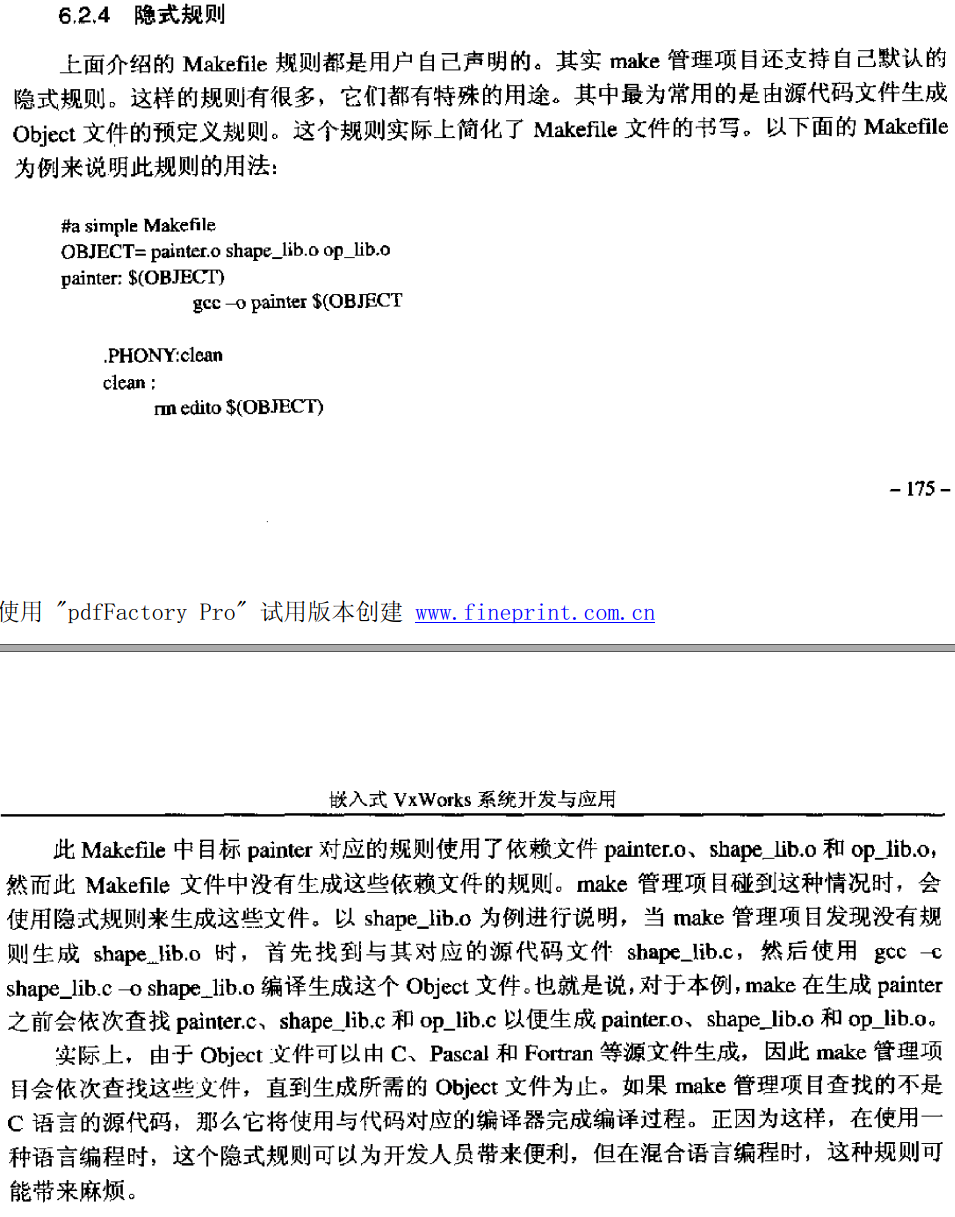 6.2.4 隐式规则
上面介绍的 Makefile 规则都是用户自己声明的。其实 make 管理项目还支持自己默认的
隐式规则。这样的规则有很多，它们都有特殊的用途。其中最为常用的是由源代码文件生成
Object 文件的预定义规则。这个规则实际上简化了 Makefile 文件的书写。以下面的 Makefile
为例来说明此规则的用法：
#a simple Makefile
OBJECT= painter.o shape_lib.o op_lib.o
painter: $(OBJECT)
gcc –o painter $(OBJECT
.PHONY:clean
clean :
rm edito $(OBJECT)
– 175 –
使用 "pdfFactory Pro" 试用版本创建 www.fineprint.com.cn
嵌入式 VxWorks 系统开发与应用
此 Makefile 中目标 painter 对应的规则使用了依赖文件 painter.o、shape_lib.o 和 op_lib.o，
然而此 Makefile 文件中没有生成这些依赖文件的规则。make 管理项目碰到这种情况时，会
使用隐式规则来生成这些文件。以 shape_lib.o 为例进行说明，当 make 管理项目发现没有规
则生成 shape_lib.o 时，首先找到与其对应的源代码文件 shape_lib.c，然后使用 gcc –c
shape_lib.c –o shape_lib.o 编译生成这个 Object 文件。也就是说，对于本例，make 在生成 painter
之前会依次查找 painter.c、shape_lib.c 和 op_lib.c 以便生成 painter.o、shape_lib.o 和 op_lib.o。
实际上，由于 Object 文件可以由 C、Pascal 和 Fortran 等源文件生成，因此 make 管理项
目会依次查找这些文件，直到生成所需的 Object 文件为止。如果 make 管理项目查找的不是
C 语言的源代码，那么它将使用与代码对应的编译器完成编译过程。正因为这样，在使用一
种语言编程时，这个隐式规则可以为开发人员带来便利，但在混合语言编程时，这种规则可
能带来麻烦。